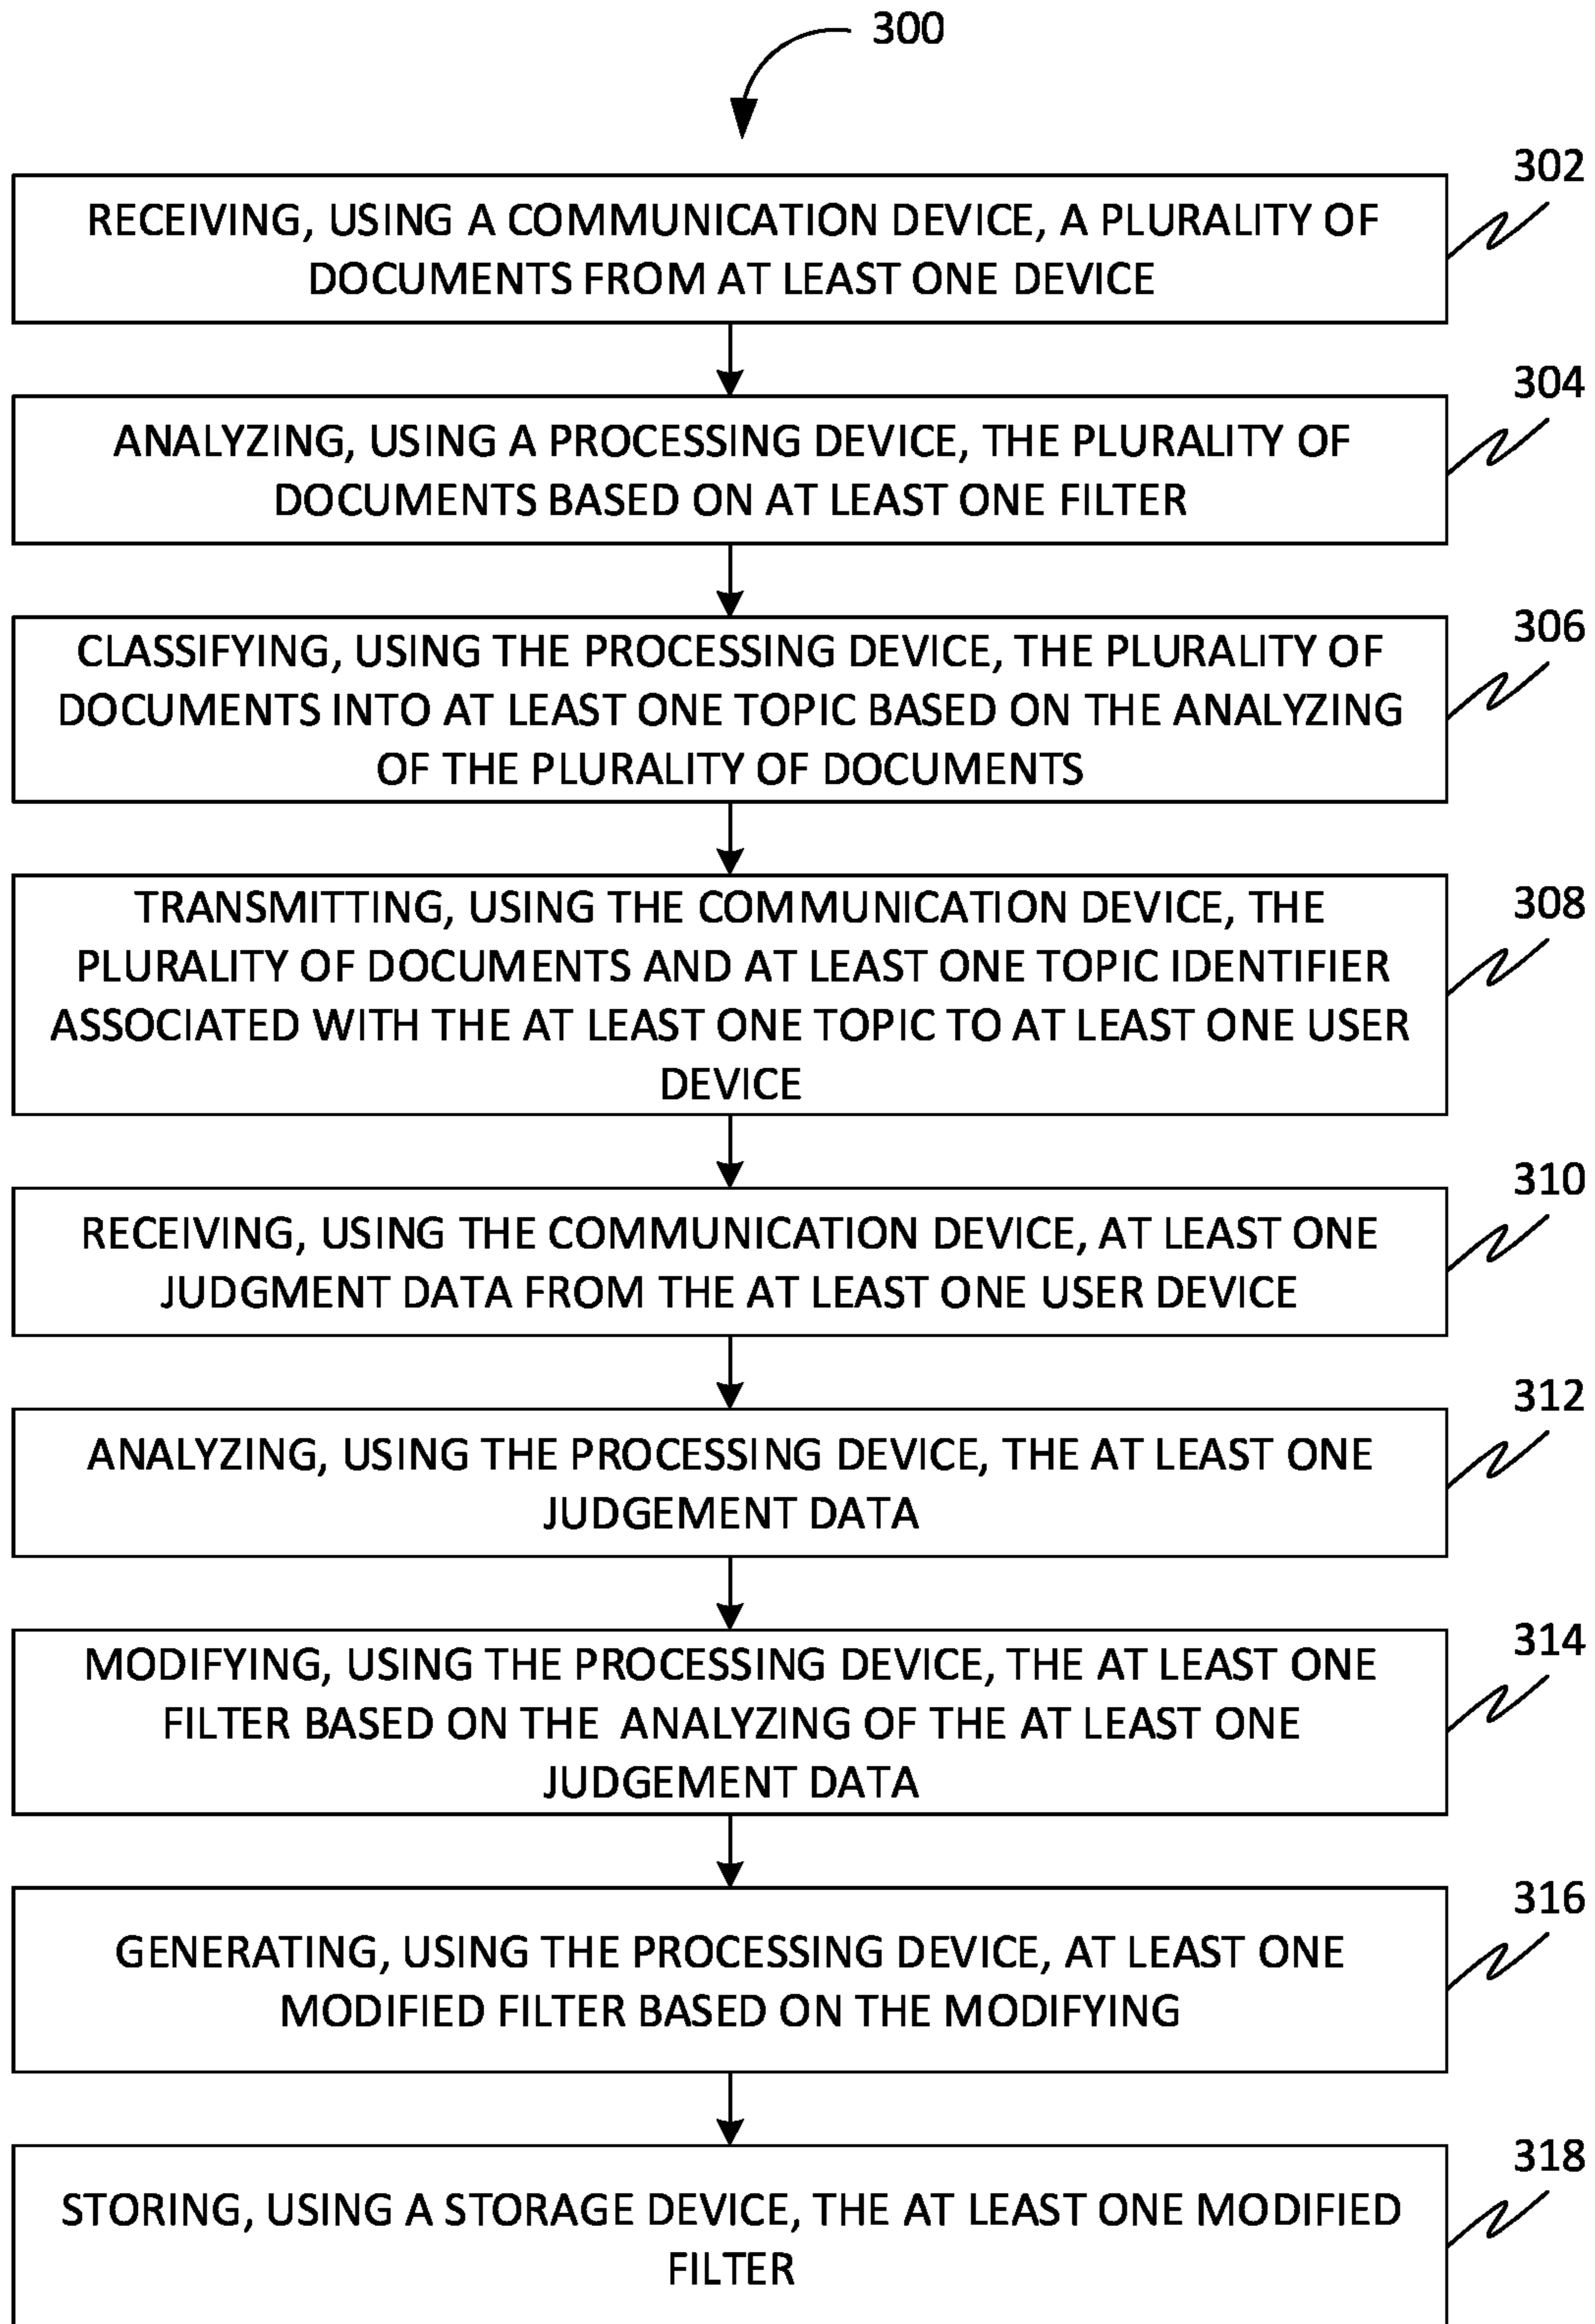 300
302
RECEIVING, USING A COMMUNICATION DEVICE, A PLURALITY OF
DOCUMENTS FROM AT LEAST ONE DEVICE
304
ANALYZING, USING A PROCESSING DEVICE, THE PLURALITY OF
DOCUMENTS BASED ON AT LEAST ONE FILTER
306
CLASSIFYING, USING THE PROCESSING DEVICE, THE PLURALITY OF
DOCUMENTS INTO AT LEAST ONE TOPIC BASED ON THE ANALYZING
OF THE PLURALITY OF DOCUMENTS
308
TRANSMITTING, USING THE COMMUNICATION DEVICE, THE
PLURALITY OF DOCUMENTS AND AT LEAST ONE TOPIC IDENTIFIER
ASSOCIATED WITH THE AT LEAST ONE TOPIC TO AT LEAST ONE USER
DEVICE
310
RECEIVING, USING THE COMMUNICATION DEVICE, AT LEAST ONE
JUDGMENT DATA FROM THE AT LEAST ONE USER DEVICE
312
ANALYZING, USING THE PROCESSING DEVICE, THE AT LEAST ONE
JUDGEMENT DATA
314
MODIFYING, USING THE PROCESSING DEVICE, THE AT LEAST ONE
FILTER BASED ON THE ANALYZING OF THE AT LEAST ONE
JUDGEMENT DATA
316
GENERATING, USING THE PROCESSING DEVICE, AT LEAST ONE
MODIFIED FILTER BASED ON THE MODIFYING
318
STORING, USING A STORAGE DEVICE, THE AT LEAST ONE MODIFIED
FILTER